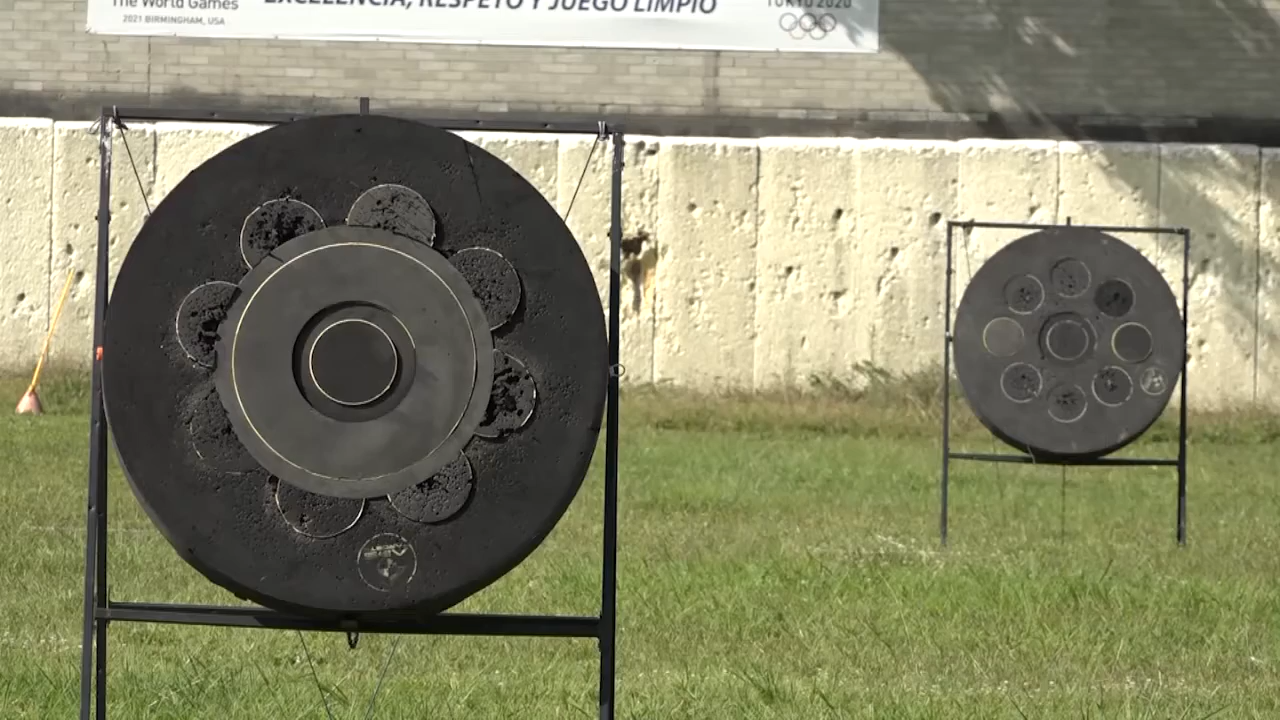 The World Games
2021 BIRMINGHAM, USA
EXCELENCIA, RESPETO Y JUEGO LIMPIO
TOKYO 2020